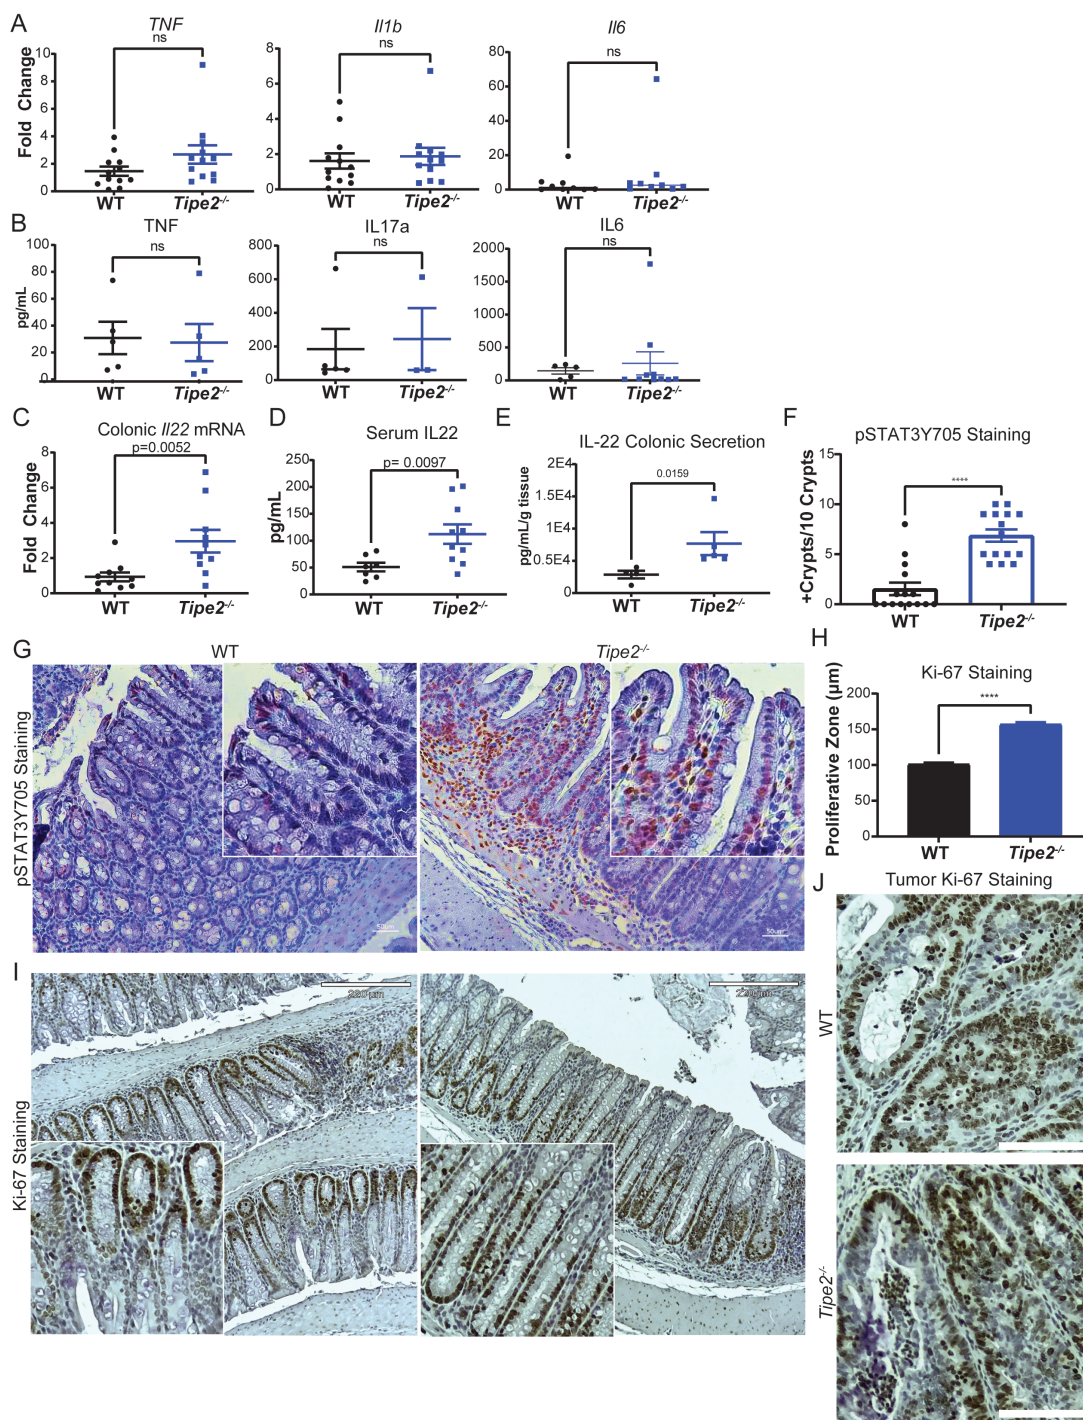 A
TNF
ns
Fold Change
10
8
6
4
2
0
WT
Tipe2-/-
Il1b
ns
8
6
4
2
0
WT
Tipe2-/-
Il6
ns
80
60
40
20
0
WT
Tipe2-/-
B
TNF
ns
pg/mL
100
80
60
40
20
0
WT
Tipe2-/-
IL17a
ns
800
600
400
200
0
WT
Tipe2-/-
IL6
ns
2000
1500
1000
500
0
WT
Tipe2-/-
C
Colonic Il22 mRNA
p=0.0052
Fold Change
8
6
4
2
0
WT
Tipe2-/-
D
Serum IL22
p= 0.0097
pg/mL
250
200
150
100
50
0
WT
Tipe2-/-
E
IL-22 Colonic Secretion
0.0159
pg/mL/g tissue
2E4
1.5E4
1E4
0.5E4
0
WT
Tipe2-/-
F
pSTAT3Y705 Staining
****
+Crypts/10 Crypts
15
10
5
0
WT
Tipe2-/-
G
WT
Tipe2-/-
pSTAT3Y705 Staining
50µm
50µm
H
Ki-67 Staining
****
Proliferative Zone (µm)
200
150
100
50
0
WT
Tipe2-/-
I
Ki-67 Staining
200 µm
200 µm
J
Tumor Ki-67 Staining
WT
Tipe2-/-